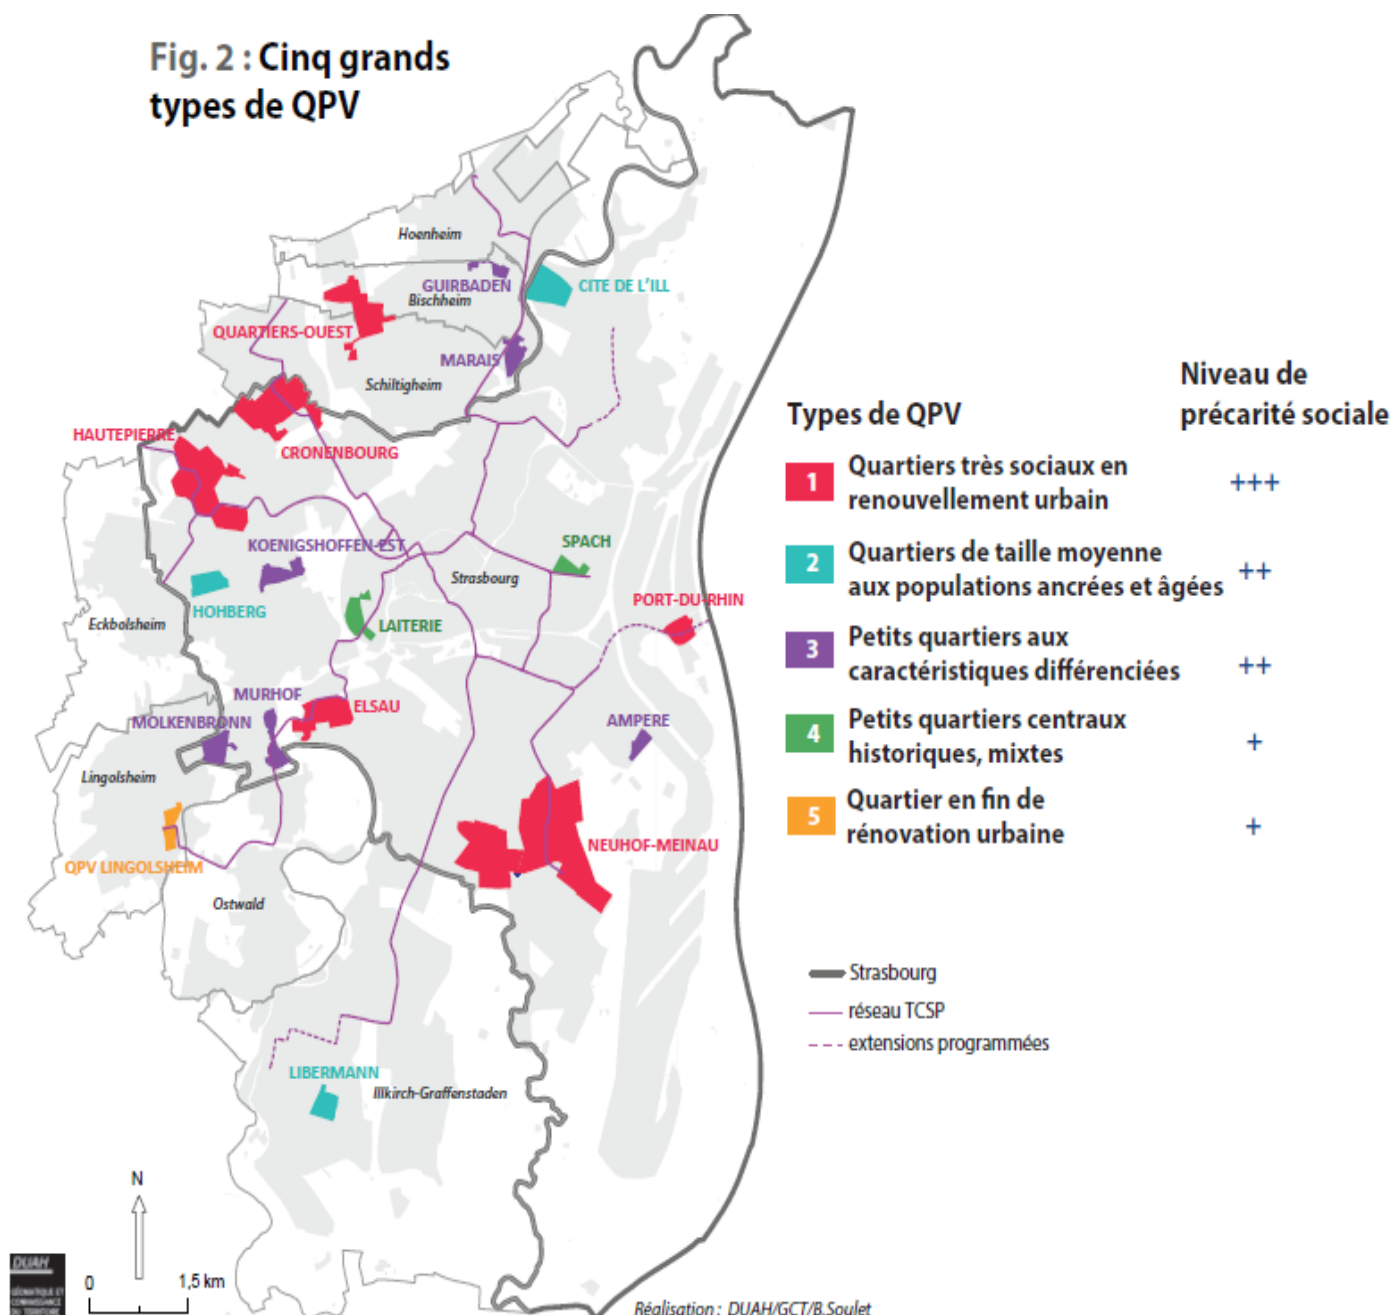 Fig. 2 : Cinq grands
types de QPV
Hoenheim
GUIRBADEN
CITE DE L'ILL
Bischheim
QUARTIERS-OUEST
MARAIS
Schiltigheim
HAUTEPIERRE
CRONENBOURG
KOENIGSHOFFEN-EST
SPACH
Strasbourg
HOHBERG
PORT-DU-RHIN
Eckbolsheim
LAITERIE
MURHOF
ELSAU
MOLKENBRONN
AMPERE
Lingolsheim
NEUHOF-MEINAU
QPV LINGOLSHEIM
Ostwald
LIBERMANN
Illkirch-Graffenstaden
Types de QPV
Niveau de
précarité sociale
1 Quartiers très sociaux en
renouvellement urbain
+++
2 Quartiers de taille moyenne
aux populations ancrées et âgées
++
3 Petits quartiers aux
caractéristiques différenciées
++
4 Petits quartiers centraux
historiques, mixtes
+
5 Quartier en fin de
rénovation urbaine
+
Strasbourg
réseau TCSP
extensions programmées
N
0 1,5 km
DUAH
GÉOMATIQUE ET
CONNAISSANCE
DU TERRITOIRE
Réalisation : DUAH/GCT/B.Soulet